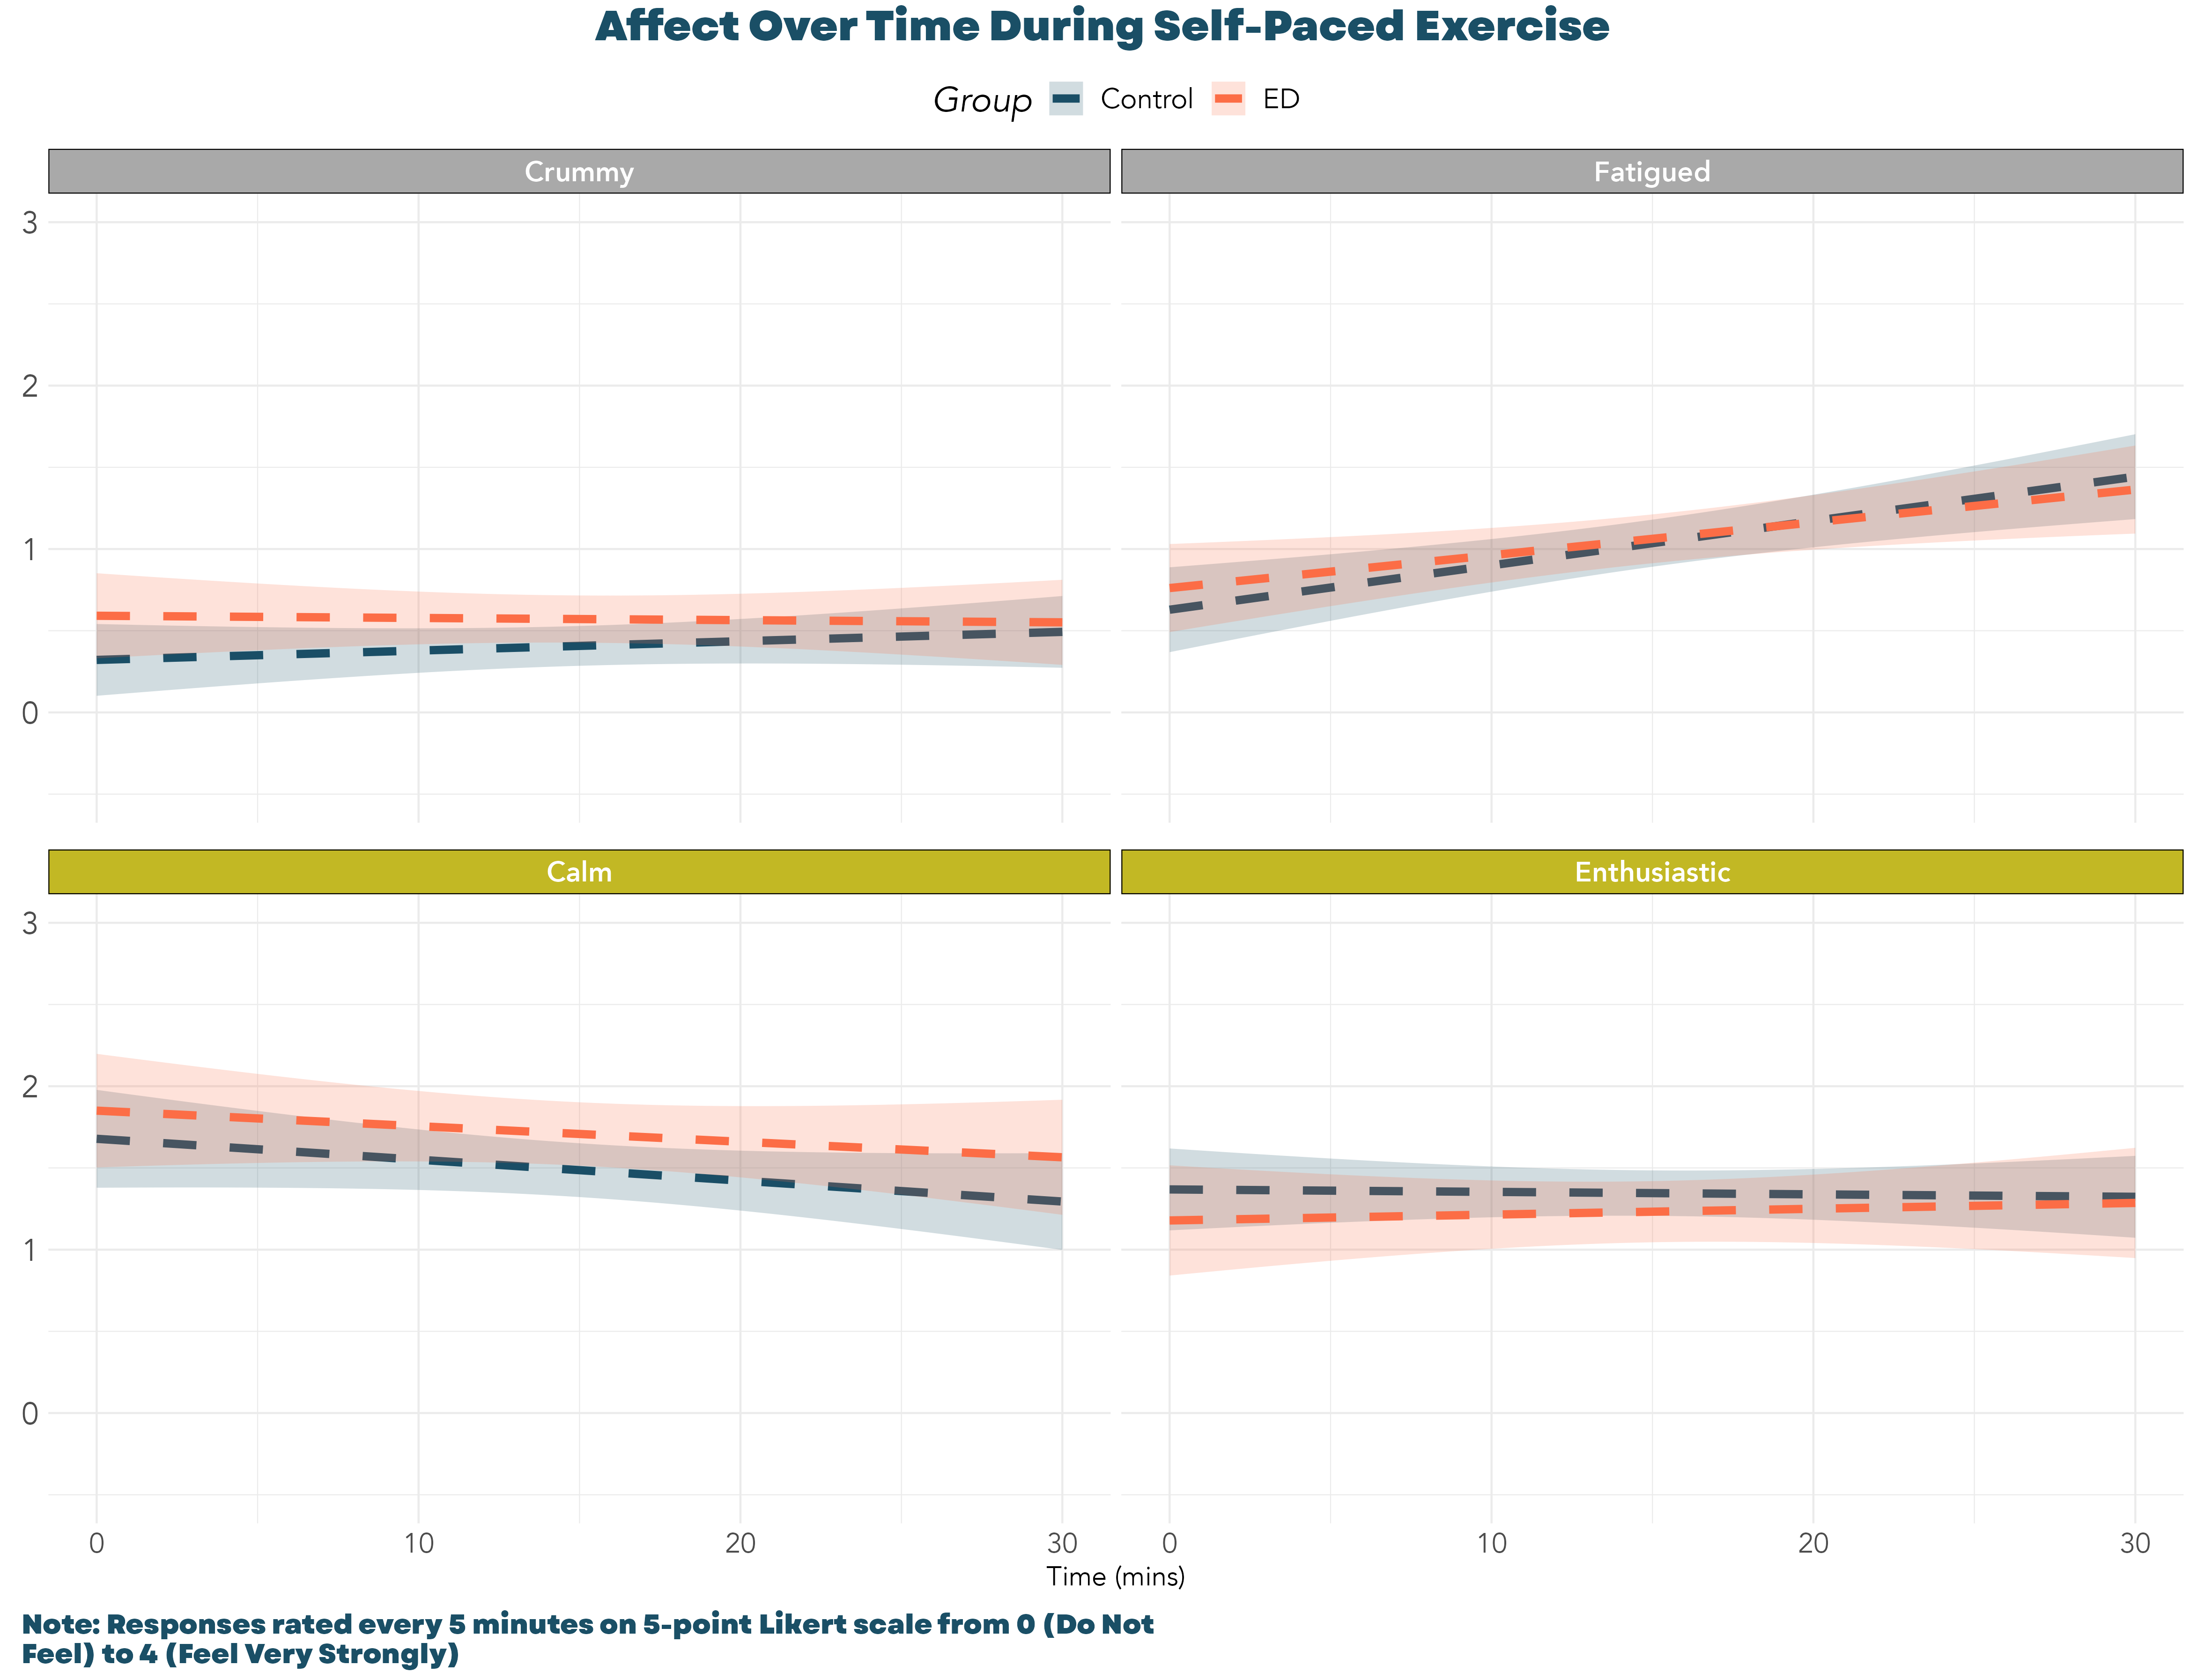 Affect Over Time During Self-Paced Exercise
Group Control ED
Crummy Fatigued
3
2
1
0
Calm Enthusiastic
3
2
1
0
0 10 20 30 0 10 20 30
Time (mins)
Note: Responses rated every 5 minutes on 5-point Likert scale from 0 (Do Not
Feel) to 4 (Feel Very Strongly)